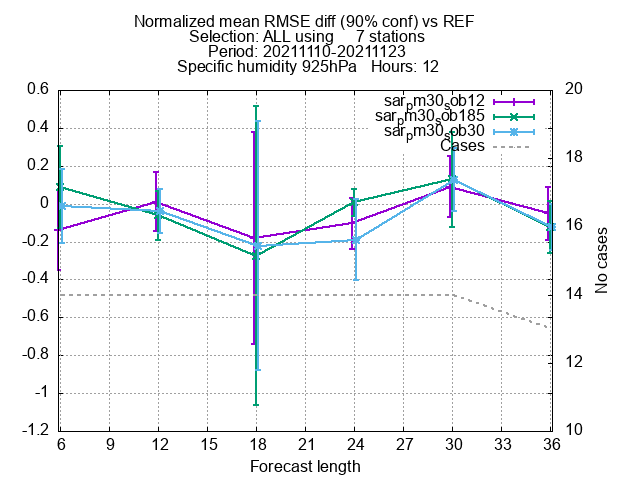 Normalized mean RMSE diff (90% conf) vs REF
Selection: ALL using 7 stations
Period: 20211110-20211123
Specific humidity 925hPa Hours: 12
sarpm30sob12
sarpm30sob185
sarpm30sob30
Cases
0.6
0.4
0.2
0
-0.2
-0.4
-0.6
-0.8
-1
-1.2
20
18
16
14
12
10
No cases
6 9 12 15 18 21 24 27 30 33 36
Forecast length